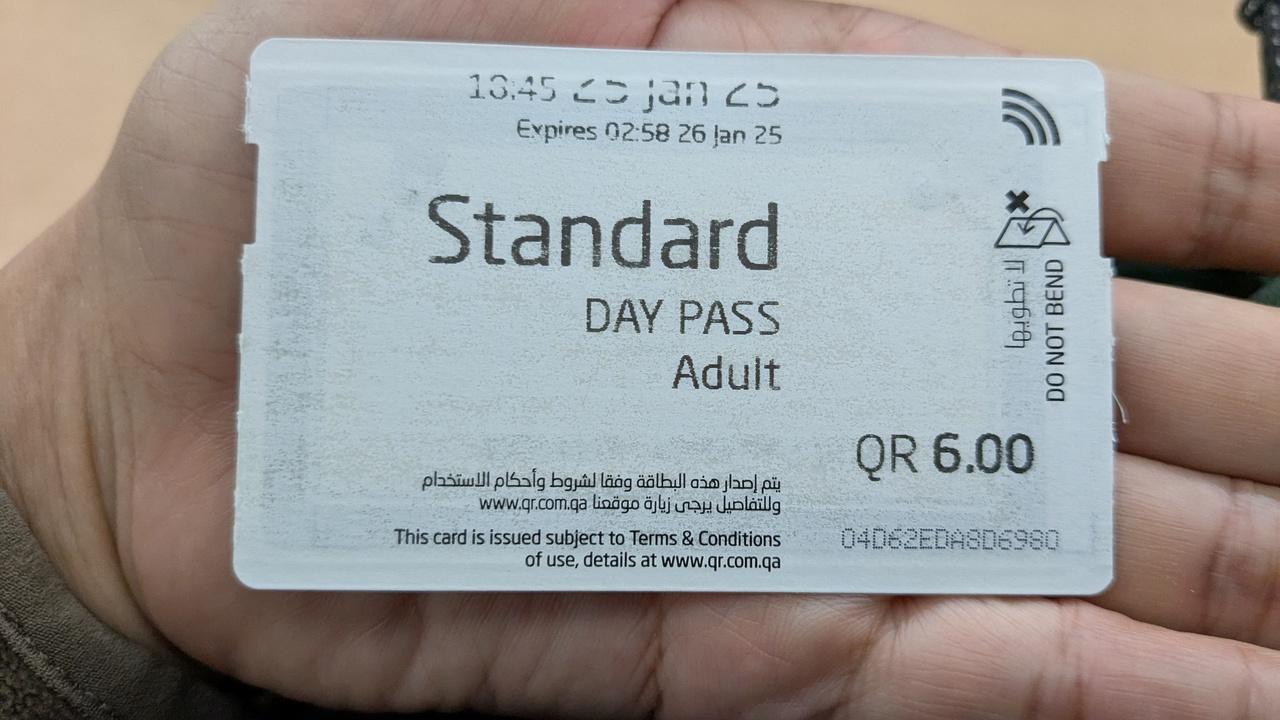 25 Jan 25
Expires 02:58 26 Jan 25
Standard
DAY PASS
Adult
لا تطويها
DO NOT BEND
QR 6.00
يتم إصدار هذه البطاقة وفقا لشروط وأحكام الاستخدام
وللتفاصيل يرجى زيارة موقعنا www.qr.com.qa
This card is issued subject to Terms & Conditions
of use, details at www.qr.com.qa
04D62EDA8D6980